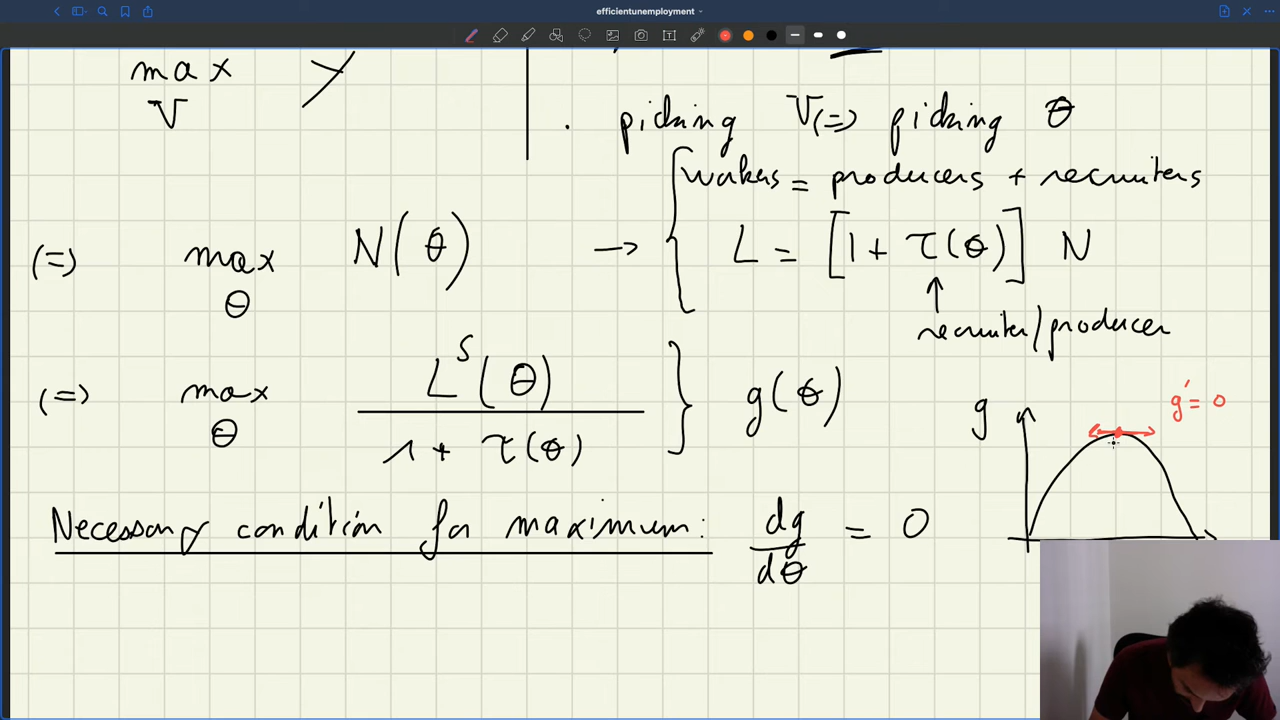 efficientunemployment
max Y
V
. picking V (=) picking θ
workers = producers + recruiters
(=) max N(θ) → L = [1 + τ(θ)] N
θ
recruiter/producer
(=) max L^s(θ) / 1 + τ(θ) } g(θ)
θ
g
g' = 0
Necessary condition for maximum: dg/dθ = 0